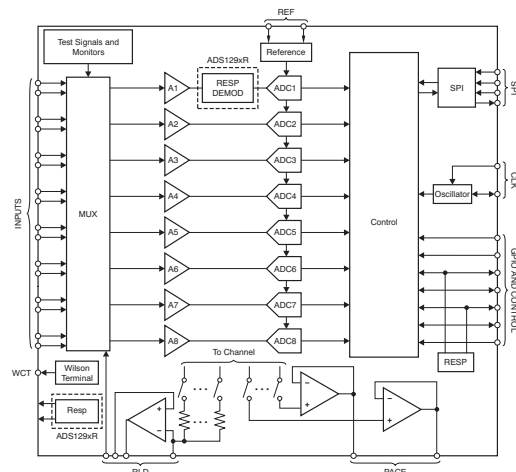 REF
Test Signals and
Monitors
ADS129xR
Reference
RESP
DEMOD
A1
ADC1
SPI
SPI
A2
ADC2
A3
ADC3
CLK
Oscillator
A4
ADC4
INPUTS
MUX
Control
A5
ADC5
A6
ADC6
GPIO AND CONTROL
A7
ADC7
A8
ADC8
RESP
To Channel
WCT
Wilson
Terminal
Resp
ADS129xR
RLD
PACE